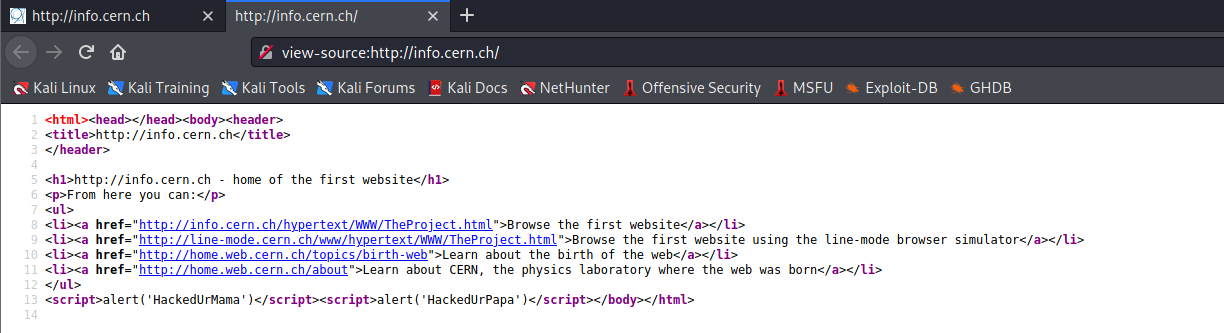 http://info.cern.ch
http://info.cern.ch/
view-source:http://info.cern.ch/
Kali Linux Kali Training Kali Tools Kali Forums Kali Docs NetHunter Offensive Security MSFU Exploit-DB GHDB
1 <html><head></head><body><header>
2 <title>http://info.cern.ch</title>
3 </header>
4
5 <h1>http://info.cern.ch - home of the first website</h1>
6 <p>From here you can:</p>
7 <ul>
8 <li><a href="http://info.cern.ch/hypertext/WWW/TheProject.html">Browse the first website</a></li>
9 <li><a href="http://line-mode.cern.ch/www/hypertext/WWW/TheProject.html">Browse the first website using the line-mode browser simulator</a></li>
10 <li><a href="http://home.web.cern.ch/topics/birth-web">Learn about the birth of the web</a></li>
11 <li><a href="http://home.web.cern.ch/about">Learn about CERN, the physics laboratory where the web was born</a></li>
12 </ul>
13 <script>alert('HackedUrMama')</script><script>alert('HackedUrPapa')</script></body></html>
14